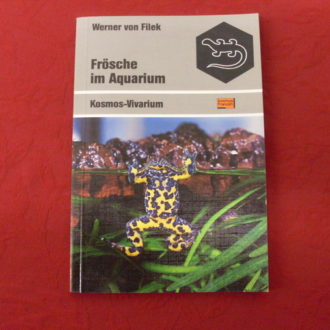 Werner von Filek
Frösche
im Aquarium
Kosmos-Vivarium